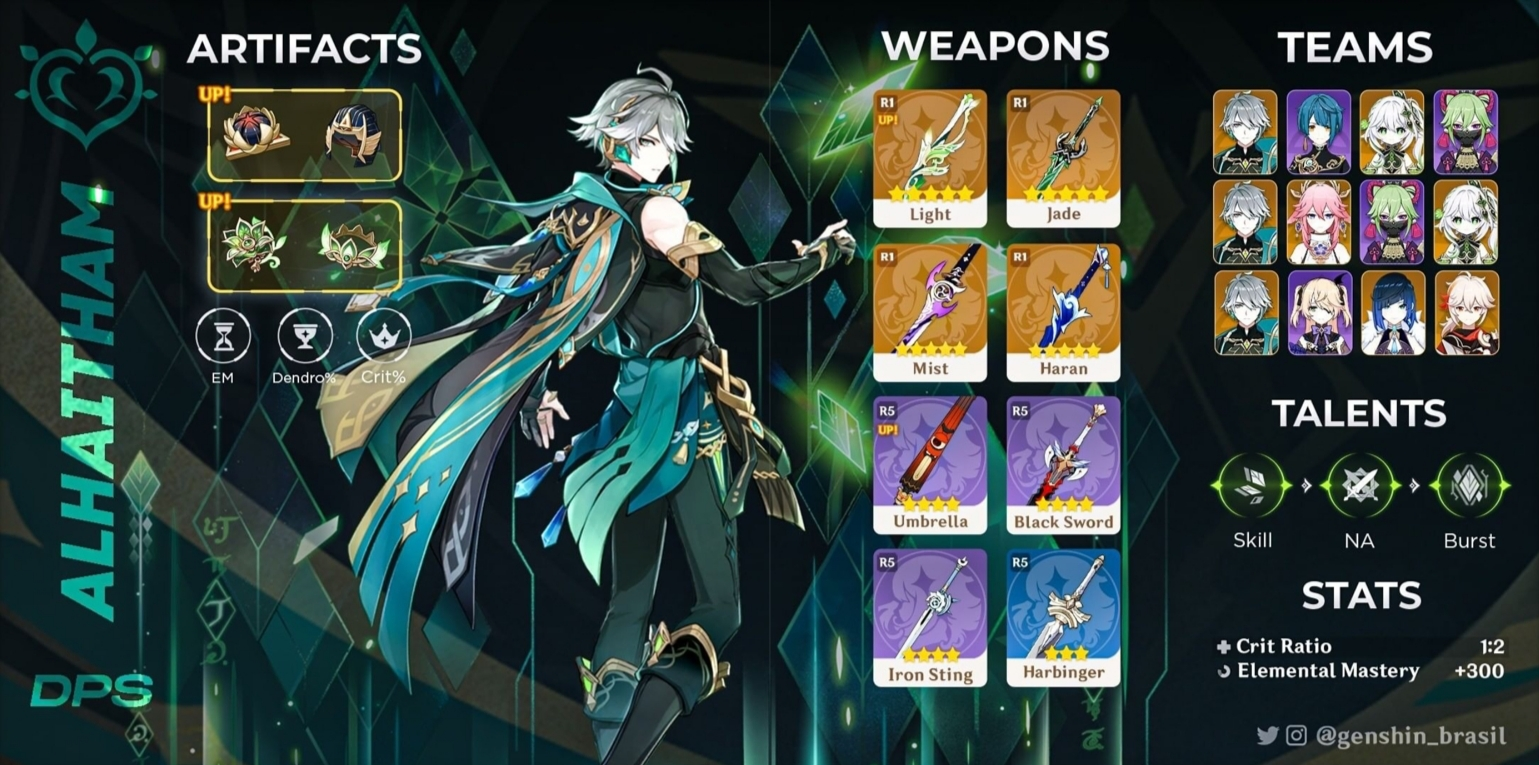 ALHAITHAM
DPS
ARTIFACTS
UP!
UP!
EM
Dendro%
Crit%
WEAPONS
R1
UP!
Light
R1
Jade
R1
Mist
R1
Haran
R5
UP!
Umbrella
R5
Black Sword
R5
Iron Sting
R5
Harbinger
TEAMS
TALENTS
Skill
NA
Burst
STATS
Crit Ratio 1:2
Elemental Mastery +300
@genshin_brasil